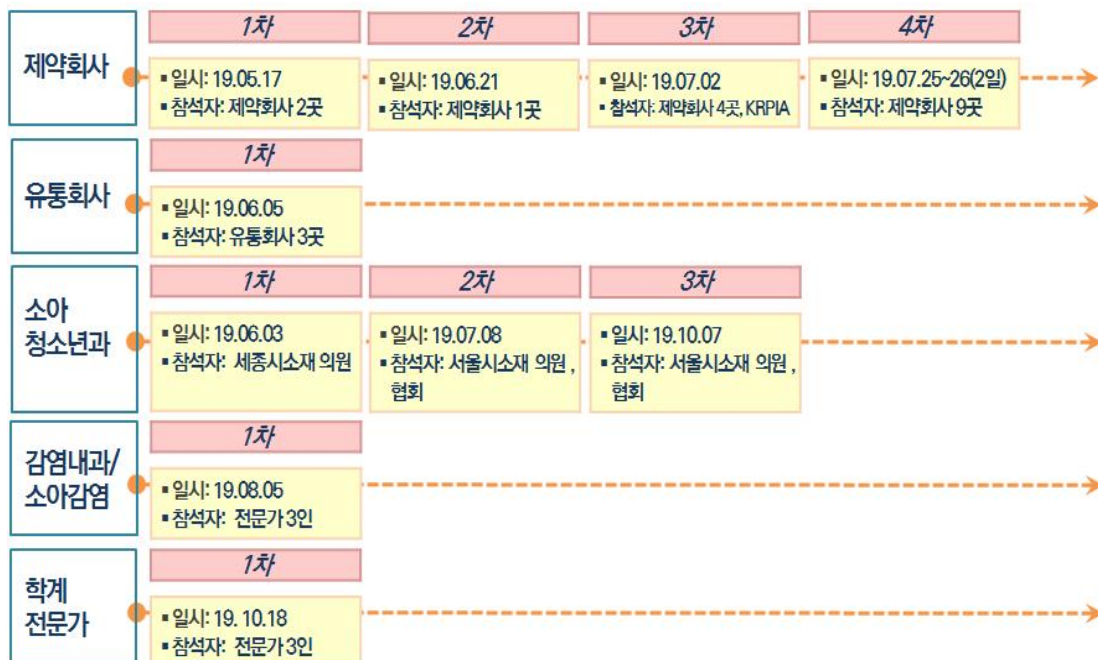 제약회사
1차
▪일시: 19.05.17
▪참석자: 제약회사 2곳
2차
▪일시: 19.06.21
▪참석자: 제약회사 1곳
3차
▪일시: 19.07.02
▪참석자: 제약회사 4곳, KRPIA
4차
▪일시: 19.07.25~26(2일)
▪참석자: 제약회사 9곳
유통회사
1차
▪일시: 19.06.05
▪참석자: 유통회사 3곳
소아
청소년과
1차
▪일시: 19.06.03
▪참석자: 세종시소재 의원
2차
▪일시: 19.07.08
▪참석자: 서울시소재 의원 ,
협회
3차
▪일시: 19.10.07
▪참석자: 서울시소재 의원 ,
협회
감염내과/
소아감염
1차
▪일시: 19.08.05
▪참석자: 전문가 3인
학계
전문가
1차
▪일시: 19. 10.18
▪참석자: 전문가 3인